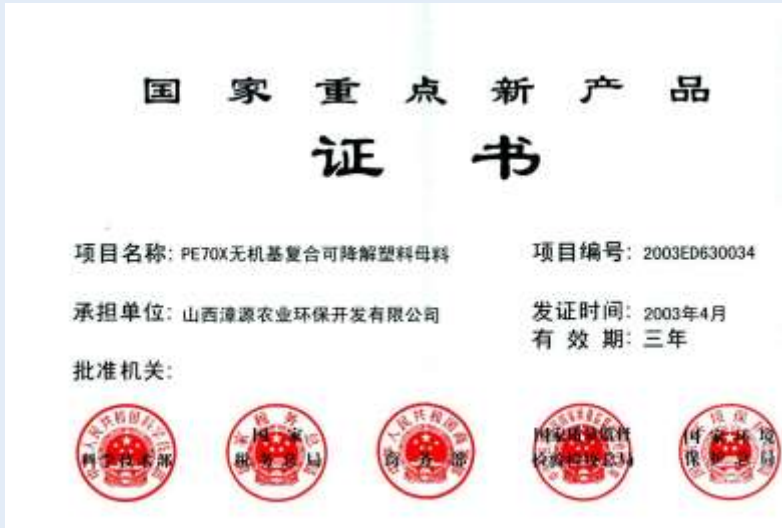 国家重点新产品
证书
项目名称: PE70X无机基复合可降解塑料母料
项目编号: 2003ED630034
承担单位: 山西漳源农业环保开发有限公司
发证时间: 2003年4月
有效期: 三年
批准机关:
科学技术部
国家税务总局
商务部
国家质量监督检验检疫总局
国家环境保护总局